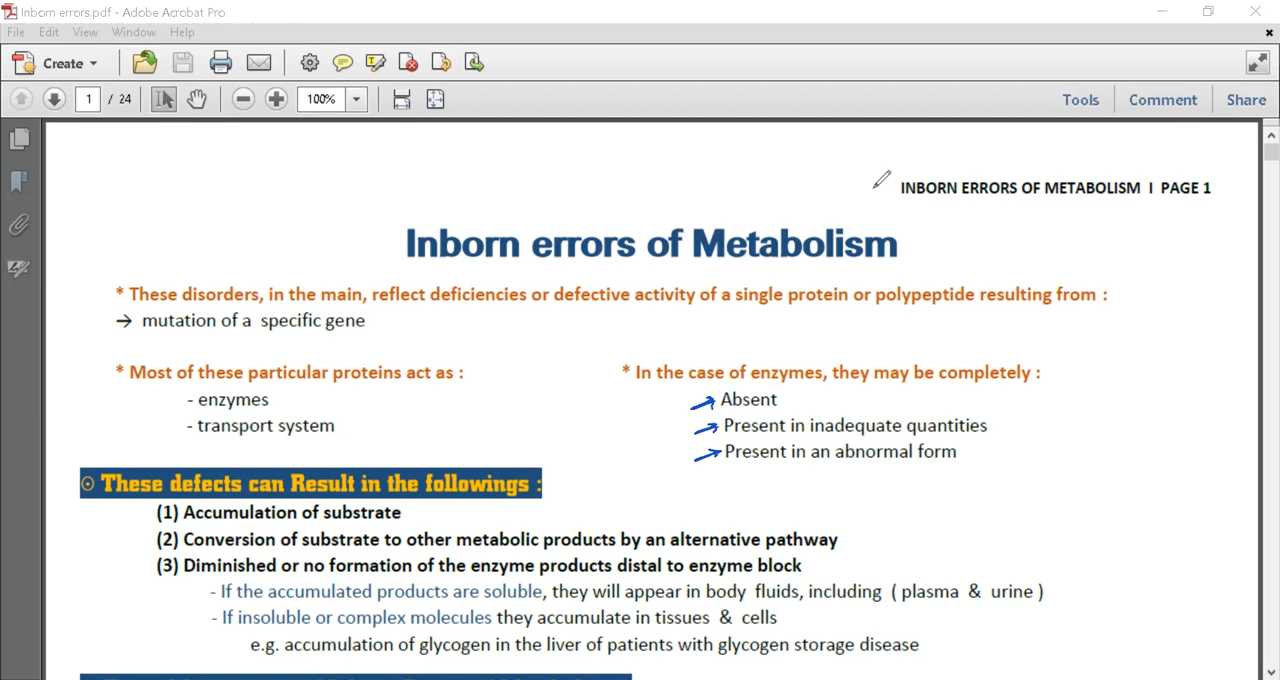 Inborn errors.pdf - Adobe Acrobat Pro
File Edit View Window Help
Create
1 / 24 100% Tools Comment Share
INBORN ERRORS OF METABOLISM I PAGE 1
Inborn errors of Metabolism
* These disorders, in the main, reflect deficiencies or defective activity of a single protein or polypeptide resulting from :
→ mutation of a specific gene
* Most of these particular proteins act as :
- enzymes
- transport system
* In the case of enzymes, they may be completely :
Absent
Present in inadequate quantities
Present in an abnormal form
⊙ These defects can Result in the followings :
(1) Accumulation of substrate
(2) Conversion of substrate to other metabolic products by an alternative pathway
(3) Diminished or no formation of the enzyme products distal to enzyme block
- If the accumulated products are soluble, they will appear in body fluids, including ( plasma & urine )
- If insoluble or complex molecules they accumulate in tissues & cells
e.g. accumulation of glycogen in the liver of patients with glycogen storage disease